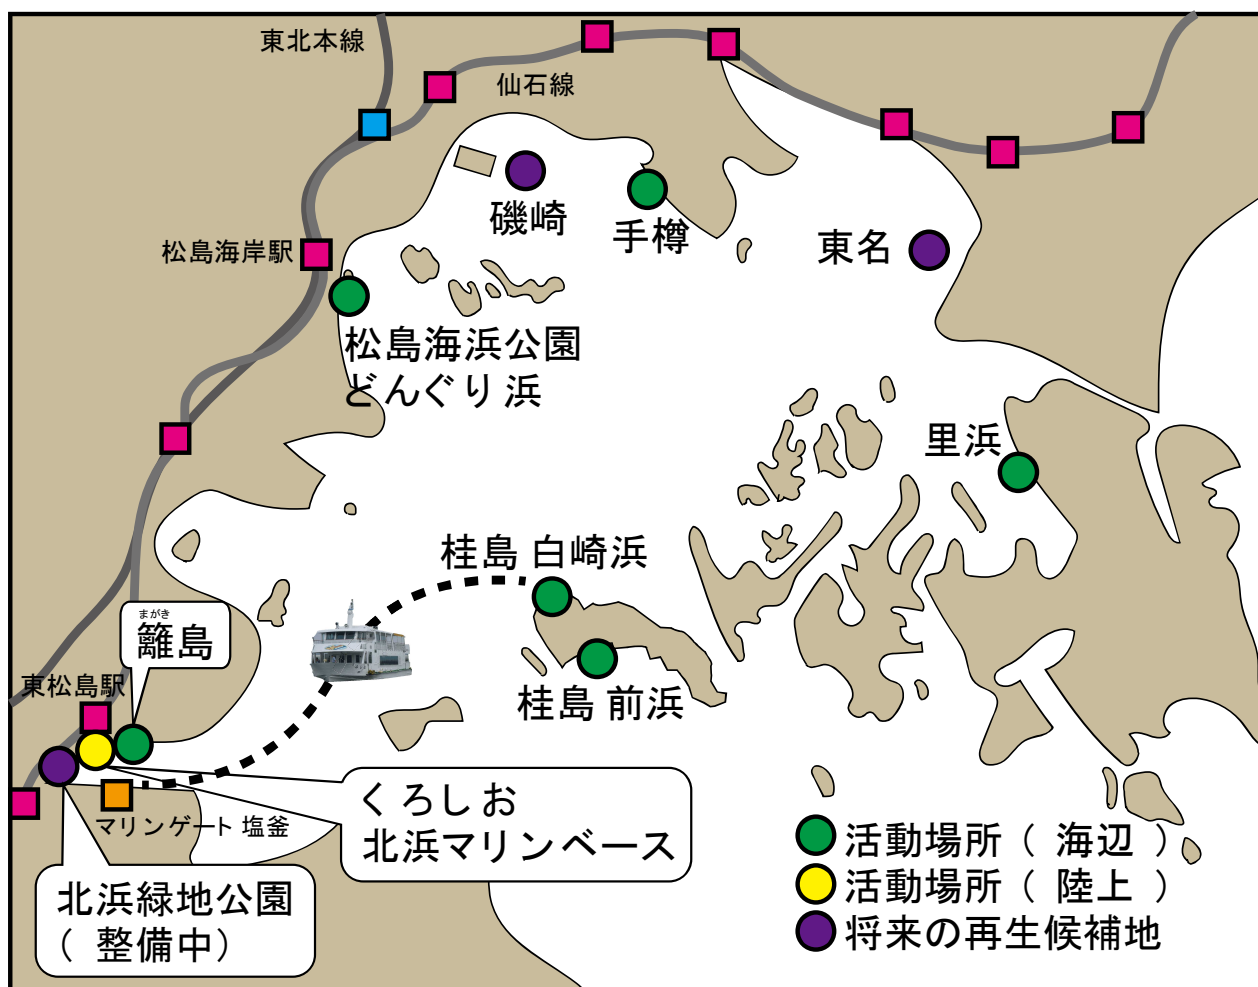 東北本線
仙石線
磯崎
手樽
東名
松島海岸駅
松島海浜公園
どんぐり浜
里浜
桂島 白崎浜
まがき
籬島
桂島 前浜
東松島駅
くろしお
北浜マリンベース
マリンゲート 塩釜
北浜緑地公園
( 整備中)
活動場所 ( 海辺 )
活動場所 ( 陸上 )
将来の再生候補地